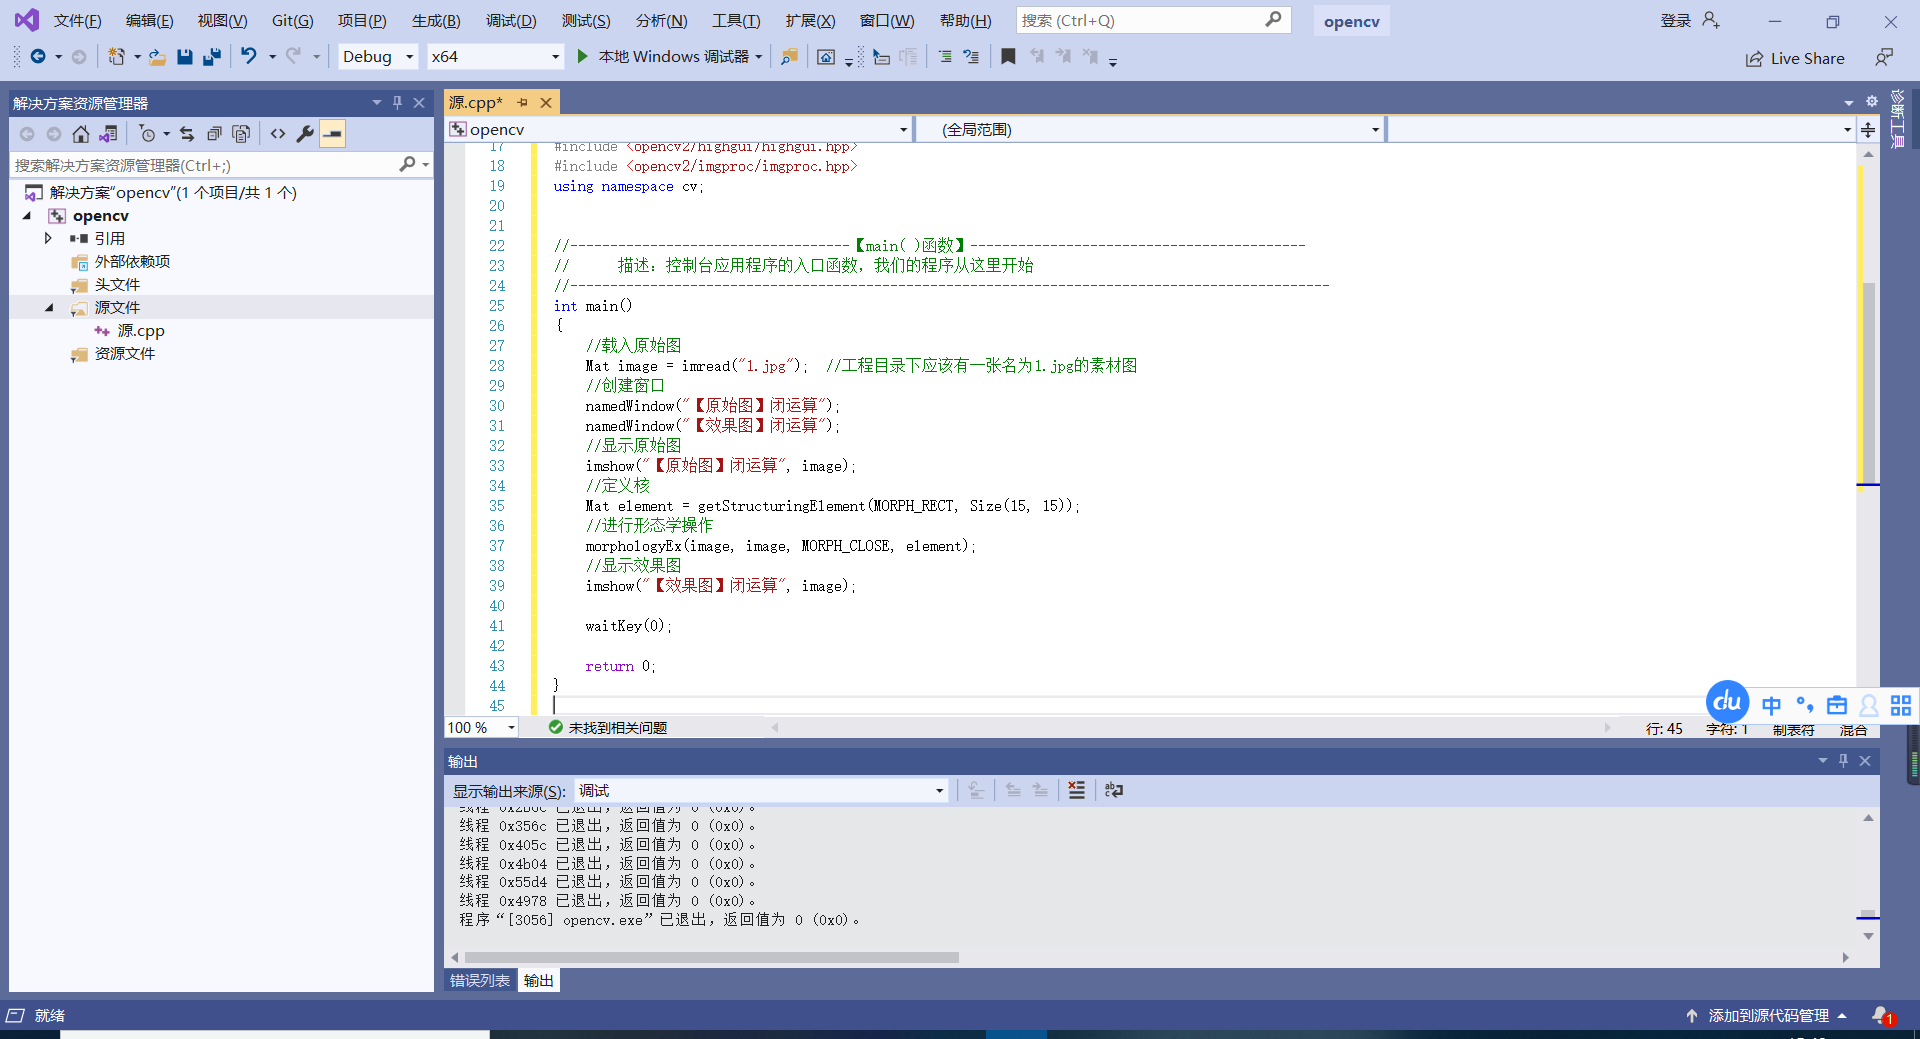 文件(F) 编辑(E) 视图(V) Git(G) 项目(P) 生成(B) 调试(D) 测试(S) 分析(N) 工具(T) 扩展(X) 窗口(W) 帮助(H) 搜索 (Ctrl+Q) opencv 登录
Debug x64 本地 Windows 调试器 Live Share
解决方案资源管理器
搜索解决方案资源管理器(Ctrl+;)
解决方案"opencv"(1 个项目/共 1 个)
opencv
引用
外部依赖项
头文件
源文件
源.cpp
资源文件
源.cpp*
opencv (全局范围)
17 #include <opencv2/highgui/highgui.hpp>
18 #include <opencv2/imgproc/imgproc.hpp>
19 using namespace cv;
20
21
22 //-----------------------------------【main( )函数】------------------------------------------
23 //      描述：控制台应用程序的入口函数，我们的程序从这里开始
24 //-----------------------------------------------------------------------------------------------
25 int main()
26 {
27     //载入原始图
28     Mat image = imread("1.jpg");  //工程目录下应该有一张名为1.jpg的素材图
29     //创建窗口
30     namedWindow("【原始图】闭运算");
31     namedWindow("【效果图】闭运算");
32     //显示原始图
33     imshow("【原始图】闭运算", image);
34     //定义核
35     Mat element = getStructuringElement(MORPH_RECT, Size(15, 15));
36     //进行形态学操作
37     morphologyEx(image, image, MORPH_CLOSE, element);
38     //显示效果图
39     imshow("【效果图】闭运算", image);
40
41     waitKey(0);
42
43     return 0;
44 }
45
100 % 未找到相关问题 行: 45 字符: 1 制表符 混合
du 中
诊断工具
输出
显示输出来源(S): 调试
线程 0x2b6c 已退出，返回值为 0 (0x0)。
线程 0x356c 已退出，返回值为 0 (0x0)。
线程 0x405c 已退出，返回值为 0 (0x0)。
线程 0x4b04 已退出，返回值为 0 (0x0)。
线程 0x55d4 已退出，返回值为 0 (0x0)。
线程 0x4978 已退出，返回值为 0 (0x0)。
程序“[3056] opencv.exe”已退出，返回值为 0 (0x0)。
错误列表 输出
就绪 添加到源代码管理 1